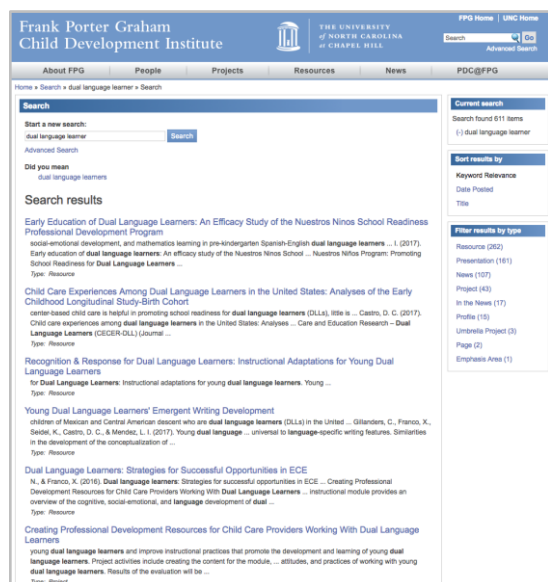 Frank Porter Graham
Child Development Institute
THE UNIVERSITY
of NORTH CAROLINA
at CHAPEL HILL
FPG Home | UNC Home
Search Go
Advanced Search
About FPG People Projects Resources News PDC@FPG
Home » Search » dual language learner » Search
Search
Start a new search:
dual language learner Search
Advanced Search
Did you mean
dual language learners
Search results
Early Education of Dual Language Learners: An Efficacy Study of the Nuestros Ninos School Readiness
Professional Development Program
social-emotional development, and mathematics learning in pre-kindergarten Spanish-English dual language learners ... I. (2017).
Early education of dual language learners: An efficacy study of the Nuestros Ninos School ... Nuestros Niños Program: Promoting
School Readiness for Dual Language Learners ...
Type: Resource
Child Care Experiences Among Dual Language Learners in the United States: Analyses of the Early
Childhood Longitudinal Study-Birth Cohort
center-based child care is helpful in promoting school readiness for dual language learners (DLLs), little is ... Castro, D. C. (2017).
Child care experiences among dual language learners in the United States: Analyses ... Care and Education Research – Dual
Language Learners (CECER-DLL) (Journal ...
Type: Resource
Recognition & Response for Dual Language Learners: Instructional Adaptations for Young Dual
Language Learners
for Dual Language Learners: Instructional adaptations for young dual language learners. Young ...
Type: Resource
Young Dual Language Learners' Emergent Writing Development
children of Mexican and Central American descent who are dual language learners (DLLs) in the United ... Gillanders, C., Franco, X.,
Seidel, K., Castro, D. C., & Mendez, L. I. (2017). Young dual language ... universal to language-specific writing features. Similarities
in the development of the conceptualization of ...
Type: Resource
Dual Language Learners: Strategies for Successful Opportunities in ECE
N., & Franco, X. (2016). Dual language learners: Strategies for successful opportunities in ECE ... Creating Professional
Development Resources for Child Care Providers Working With Dual Language Learners ... instructional module provides an
overview of the cognitive, social-emotional, and language development of dual ...
Type: Resource
Creating Professional Development Resources for Child Care Providers Working With Dual Language
Learners
young dual language learners and improve instructional practices that promote the development and learning of young dual
language learners. Project activities include creating the content for the module, ... attitudes, and practices of working with young
dual language learners. Results of the evaluation will be ...
Type: Project
Current search
Search found 611 items
(-) dual language learner
Sort results by
Keyword Relevance
Date Posted
Title
Filter results by type
Resource (262)
Presentation (161)
News (107)
Project (43)
In the News (17)
Profile (15)
Umbrella Project (3)
Page (2)
Emphasis Area (1)